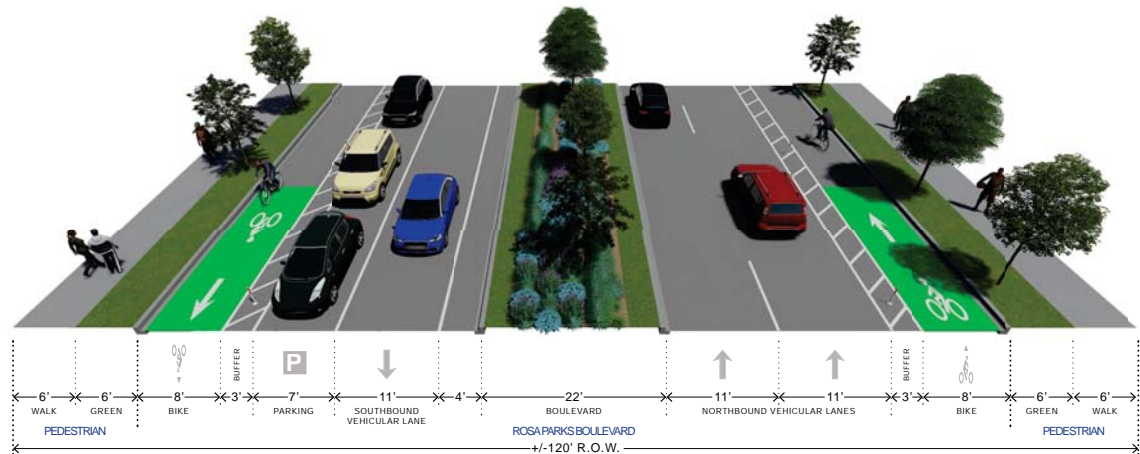 BUFFER
P
BUFFER
6' 6' 8' 3' 7' 11' 4' 22' 11' 11' 3' 8' 6' 6'
WALK GREEN BIKE PARKING SOUTHBOUND VEHICULAR LANE BOULEVARD NORTHBOUND VEHICULAR LANES BIKE GREEN WALK
PEDESTRIAN ROSA PARKS BOULEVARD PEDESTRIAN
+/-120' R.O.W.